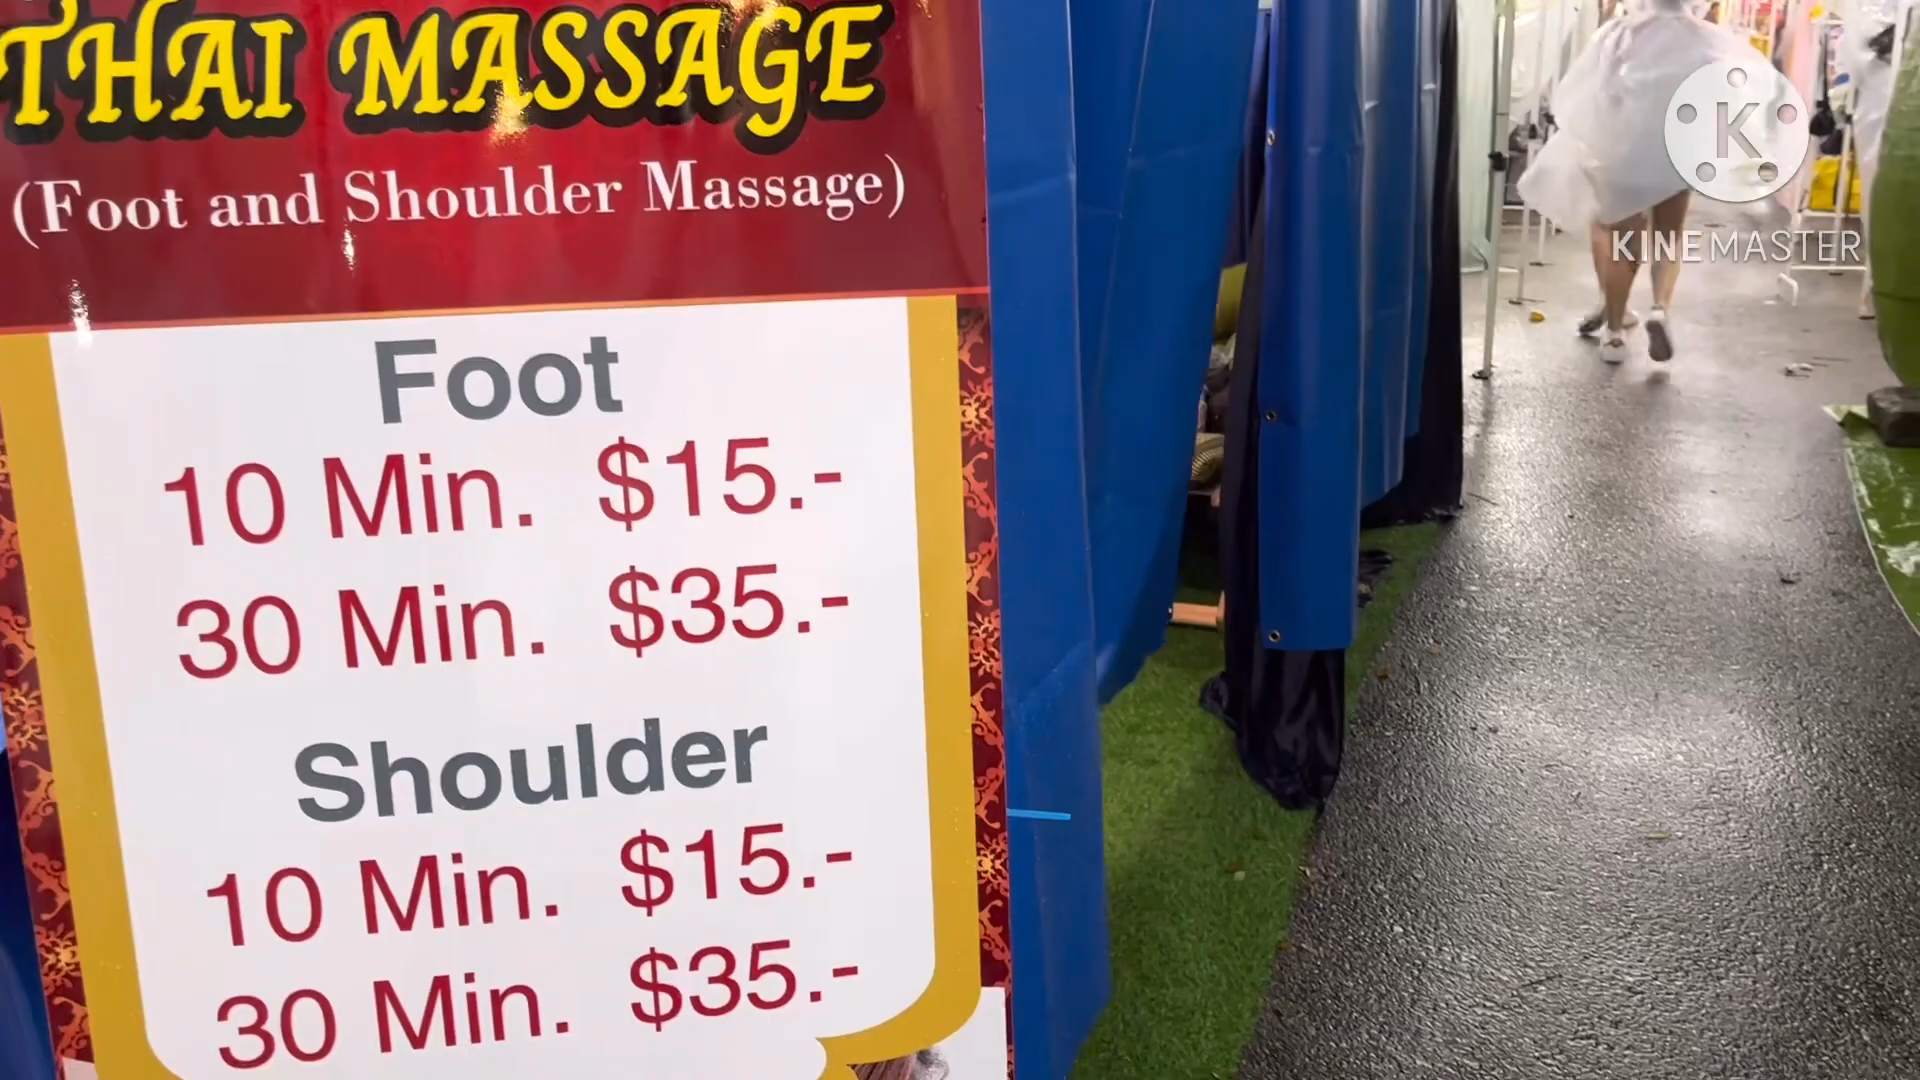 THAI MASSAGE
(Foot and Shoulder Massage)
Foot
10 Min. $15.-
30 Min. $35.-
Shoulder
10 Min. $15.-
30 Min. $35.-
K
KINEMASTER